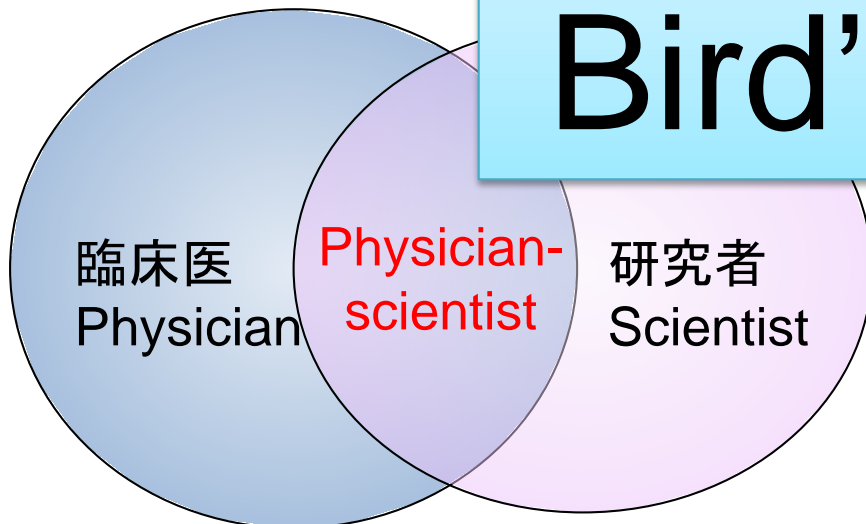 Bird’
臨床医
Physician
Physician-
scientist
研究者
Scientist